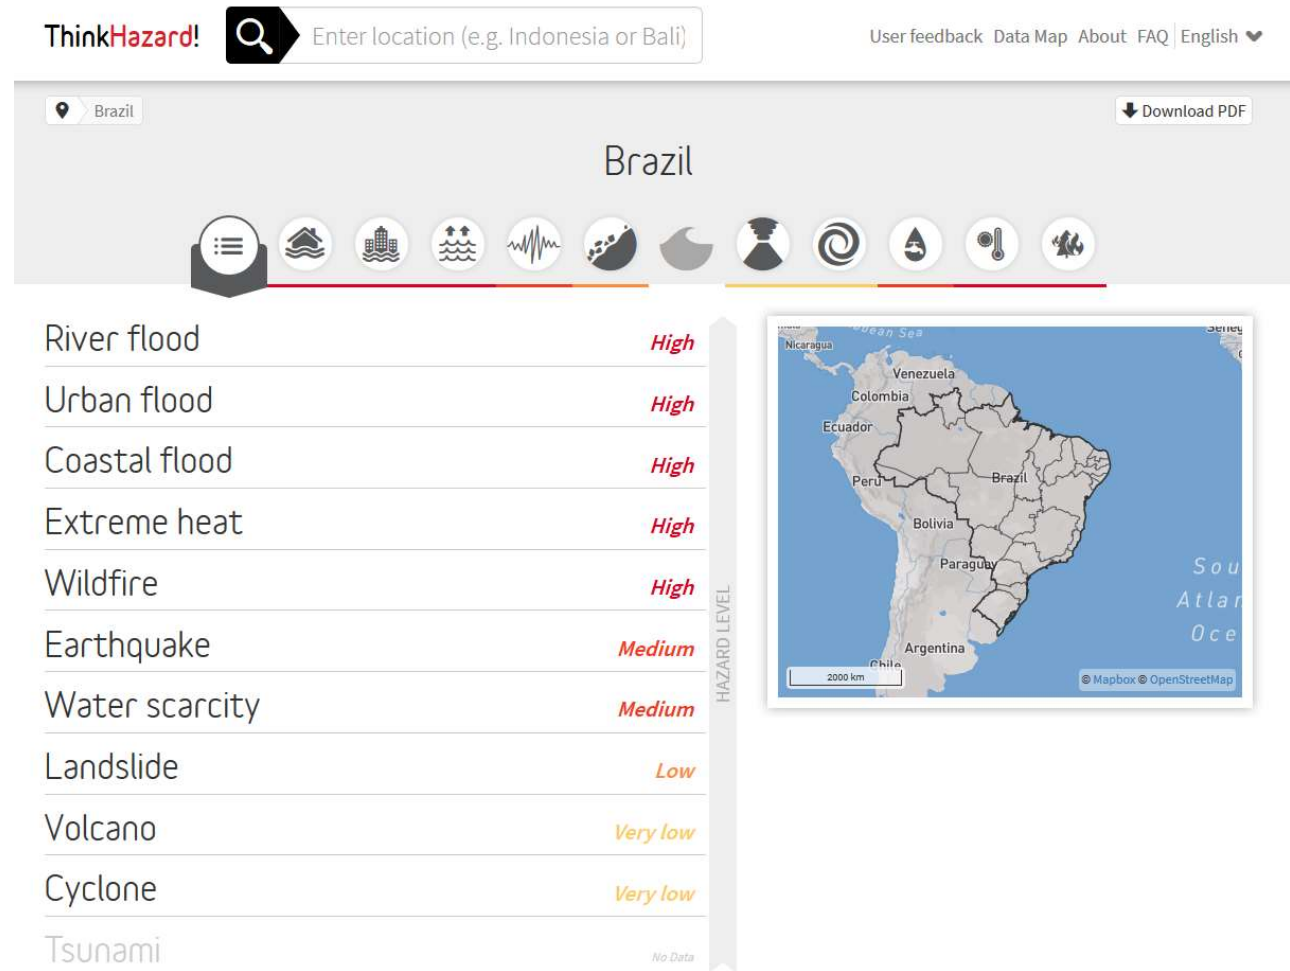 ThinkHazard!
Enter location (e.g. Indonesia or Bali)
User feedback Data Map About FAQ English
Brazil
Download PDF
Brazil
River flood High
Urban flood High
Coastal flood High
Extreme heat High
Wildfire High
Earthquake Medium
Water scarcity Medium
Landslide Low
Volcano Very low
Cyclone Very low
Tsunami No Data
HAZARD LEVEL
Nicaragua
Venezuela
Colombia
Ecuador
Peru
Brazil
Bolivia
Paraguay
Argentina
Chile
2000 km
© Mapbox © OpenStreetMap